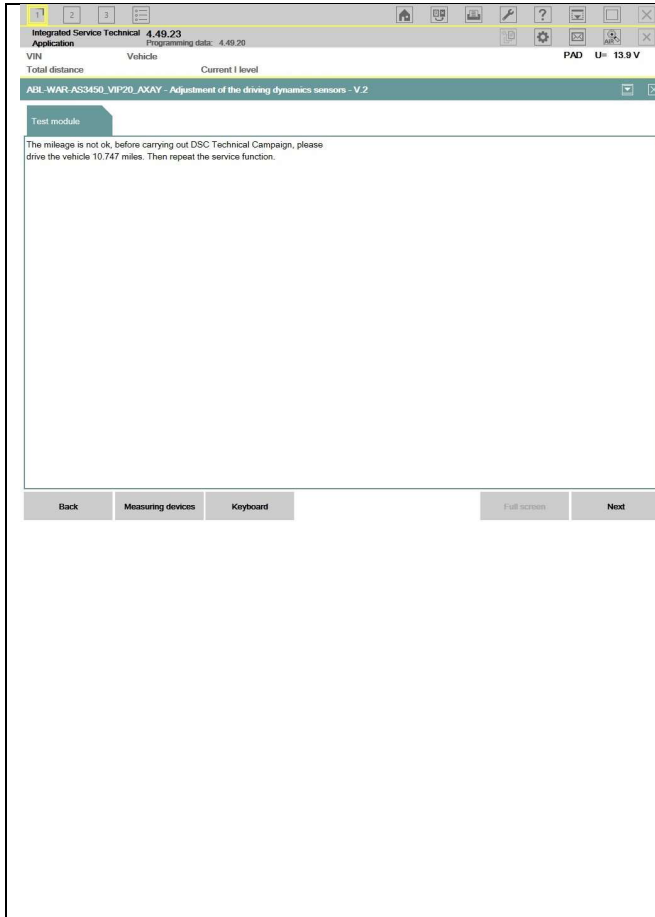 1 2 3 ?
Integrated Service Technical 4.49.23
Application Programming data: 4.49.20
AIR
VIN Vehicle PAD U= 13.9 V
Total distance Current I level
ABL-WAR-AS3450_VIP20_AXAY - Adjustment of the driving dynamics sensors - V.2
Test module
The mileage is not ok, before carrying out DSC Technical Campaign, please
drive the vehicle 10.747 miles. Then repeat the service function.
Back Measuring devices Keyboard Full screen Next